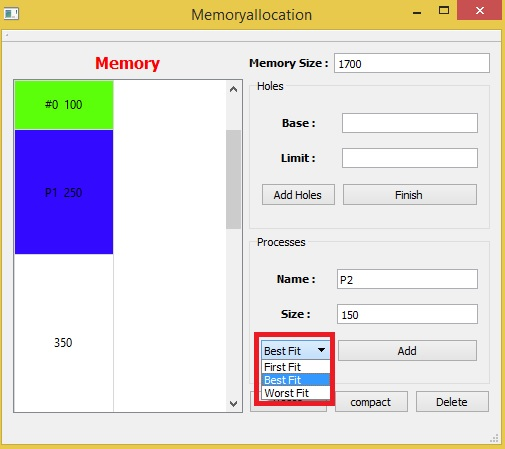 Memoryallocation
Memory
#0 100
P1 250
350
Memory Size : 1700
Holes
Base :
Limit :
Add Holes
Finish
Processes
Name : P2
Size : 150
Best Fit
Add
First Fit
Best Fit
Worst Fit
compact
Delete